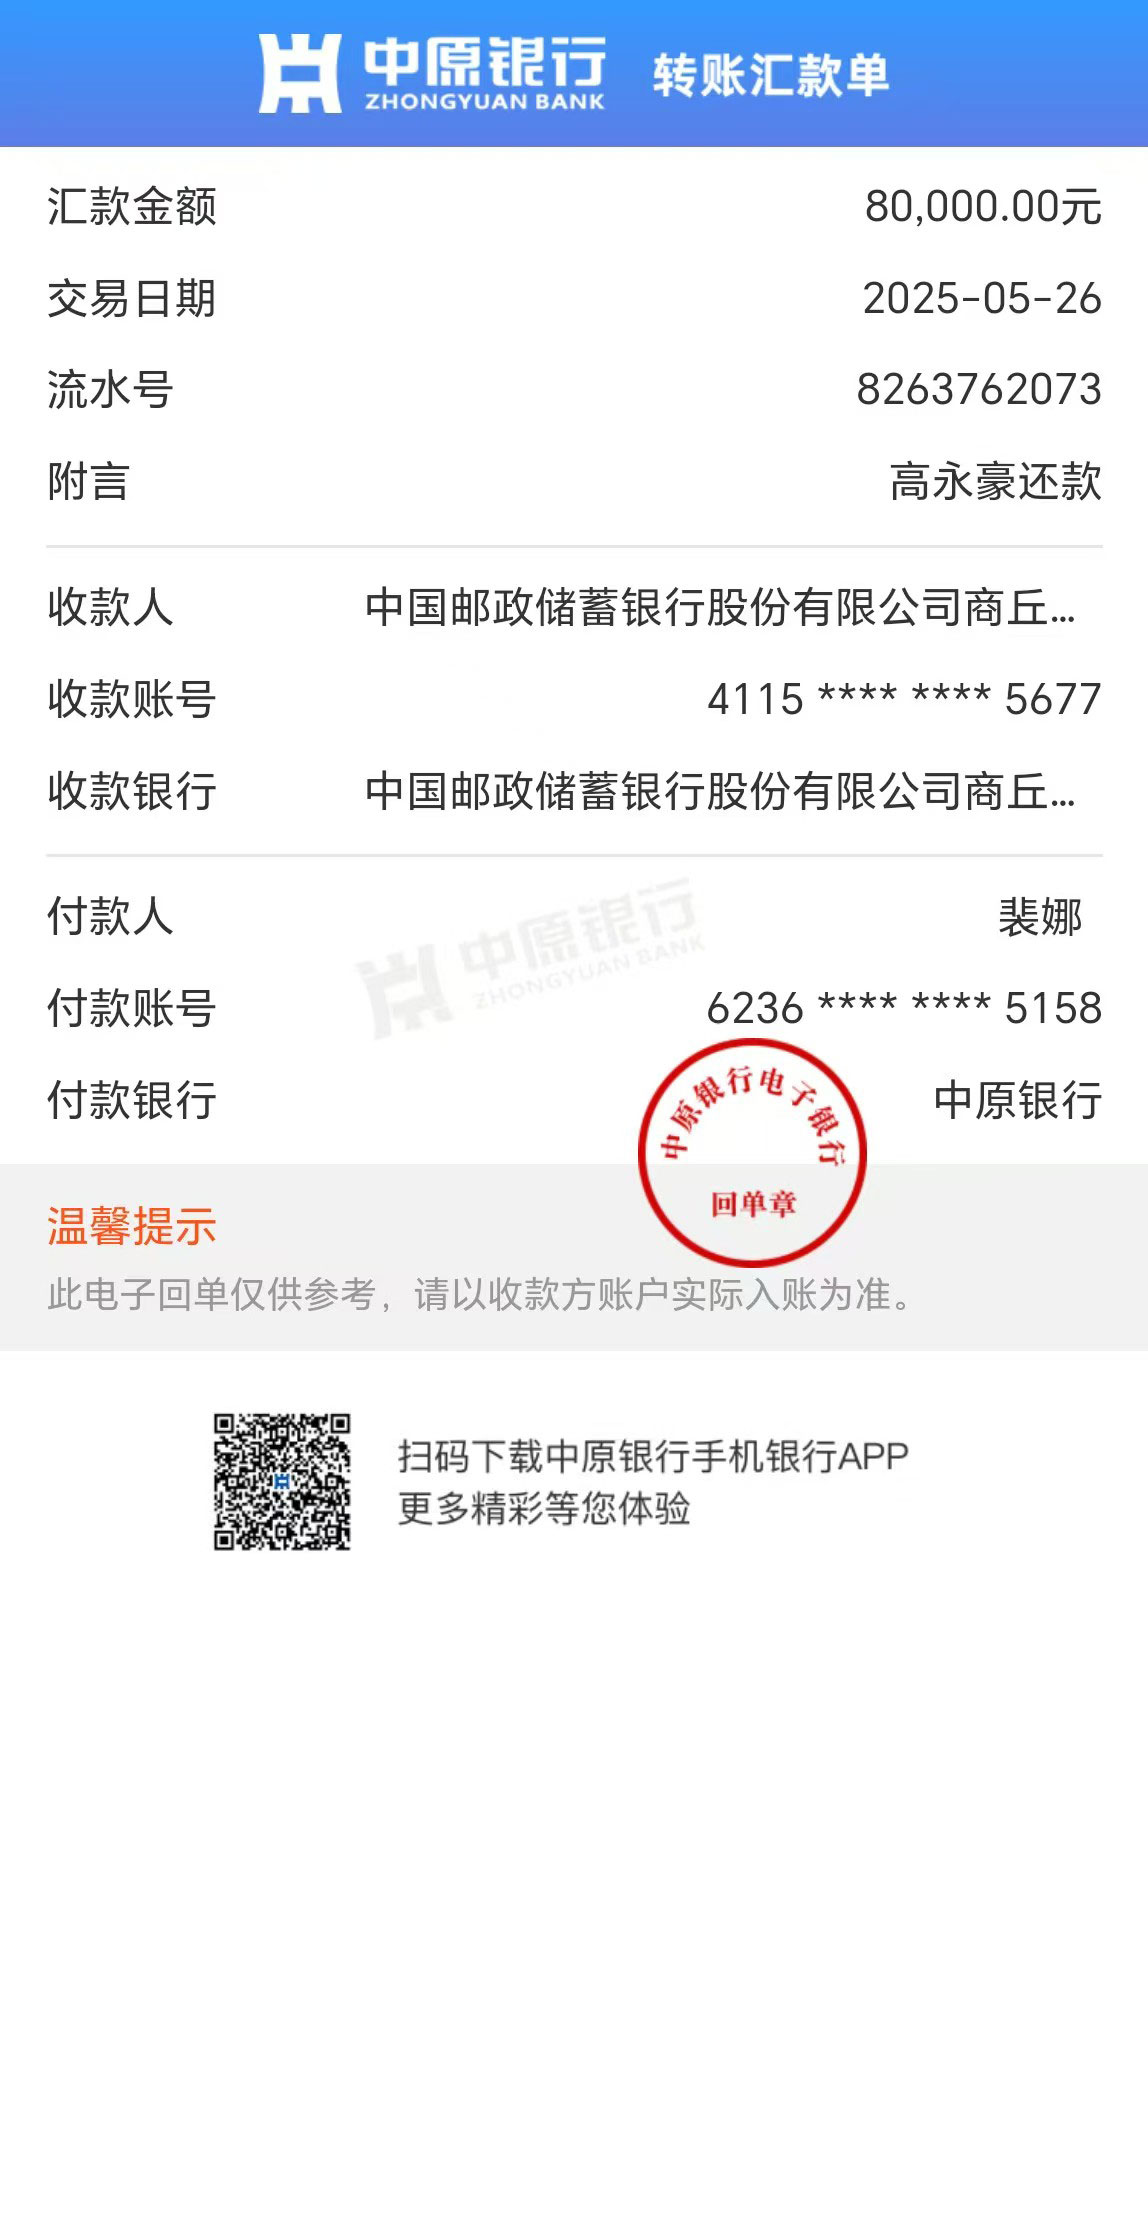 中原银行 转账汇款单
ZHONGYUAN BANK
汇款金额 80,000.00元
交易日期 2025-05-26
流水号 8263762073
附言 高永豪还款
收款人 中国邮政储蓄银行股份有限公司商丘...
收款账号 4115 **** **** 5677
收款银行 中国邮政储蓄银行股份有限公司商丘...
中原银行
ZHONGYUAN BANK
付款人 裴娜
付款账号 6236 **** **** 5158
付款银行 中原银行
中原银行电子银行
回单章
温馨提示
此电子回单仅供参考，请以收款方账户实际入账为准。
扫码下载中原银行手机银行APP
更多精彩等您体验